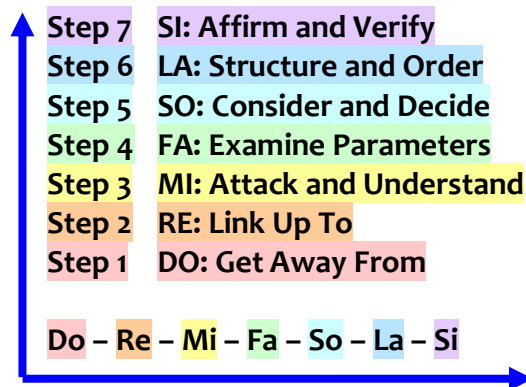 Step 7 SI: Affirm and Verify
Step 6 LA: Structure and Order
Step 5 SO: Consider and Decide
Step 4 FA: Examine Parameters
Step 3 MI: Attack and Understand
Step 2 RE: Link Up To
Step 1 DO: Get Away From
Do – Re – Mi – Fa – So – La – Si